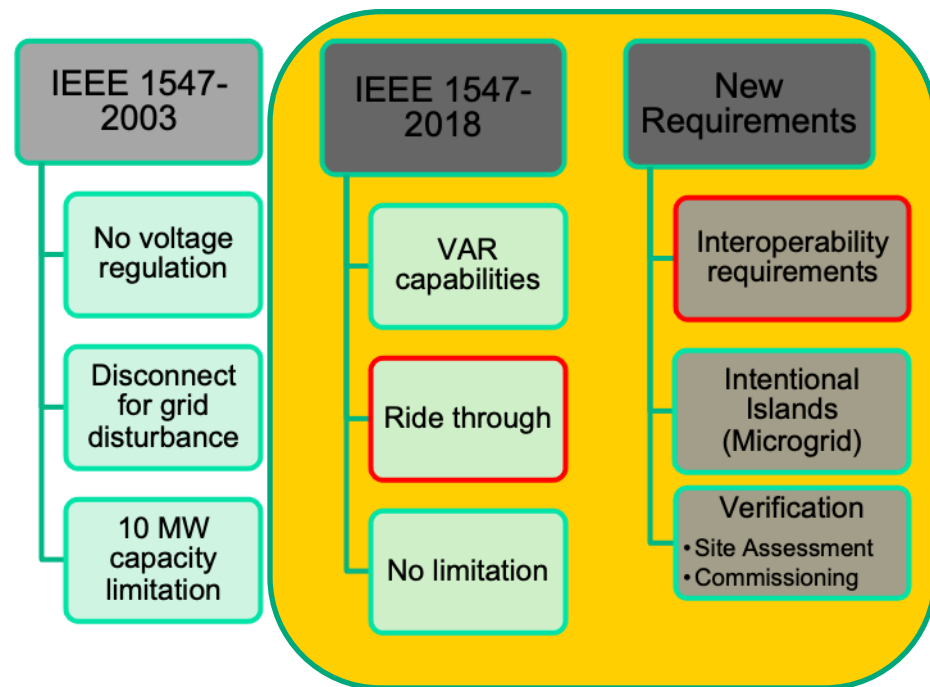 IEEE 1547-
2003
No voltage
regulation
Disconnect
for grid
disturbance
10 MW
capacity
limitation
IEEE 1547-
2018
VAR
capabilities
Ride through
No limitation
New
Requirements
Interoperability
requirements
Intentional
Islands
(Microgrid)
Verification
• Site Assessment
• Commissioning